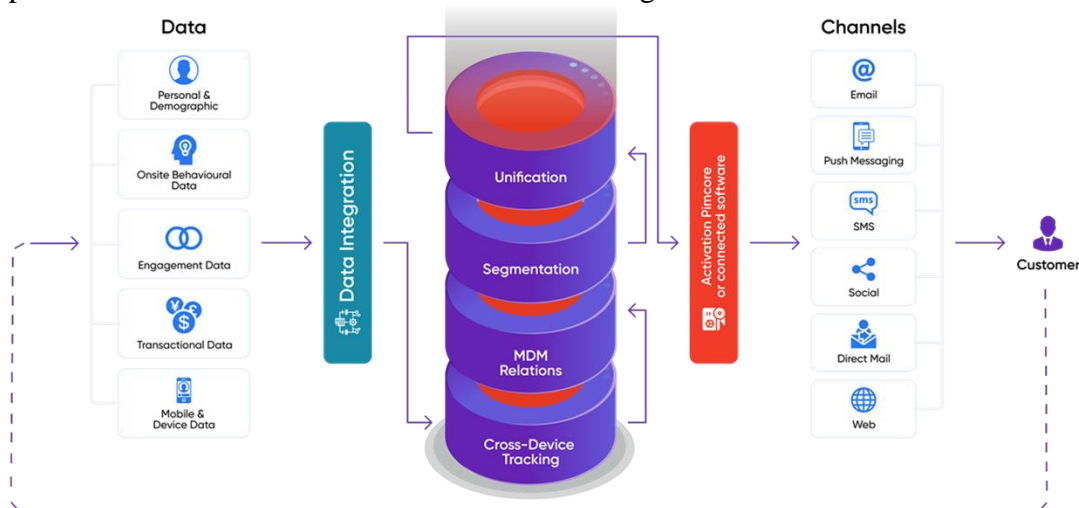 Data
Personal &
Demographic
Onsite Behavioural
Data
Engagement Data
Transactional Data
Mobile &
Device Data
Data Integration
Unification
Segmentation
MDM
Relations
Cross-Device
Tracking
Activation Pimcore
or connected software
Channels
@
Email
Push Messaging
sms
SMS
Social
Direct Mail
Web
Customer